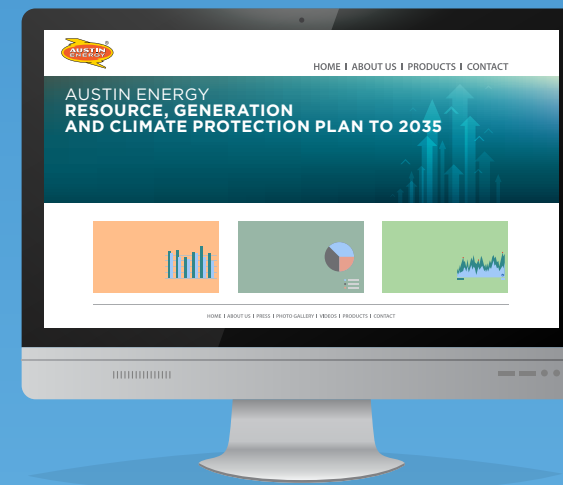 AUSTIN
ENERGY
HOME I ABOUT US I PRODUCTS I CONTACT
AUSTIN ENERGY
RESOURCE, GENERATION
AND CLIMATE PROTECTION PLAN TO 2035
HOME I ABOUT US I PRESS I PHOTO GALLERY I VIDEOS I PRODUCTS I CONTACT